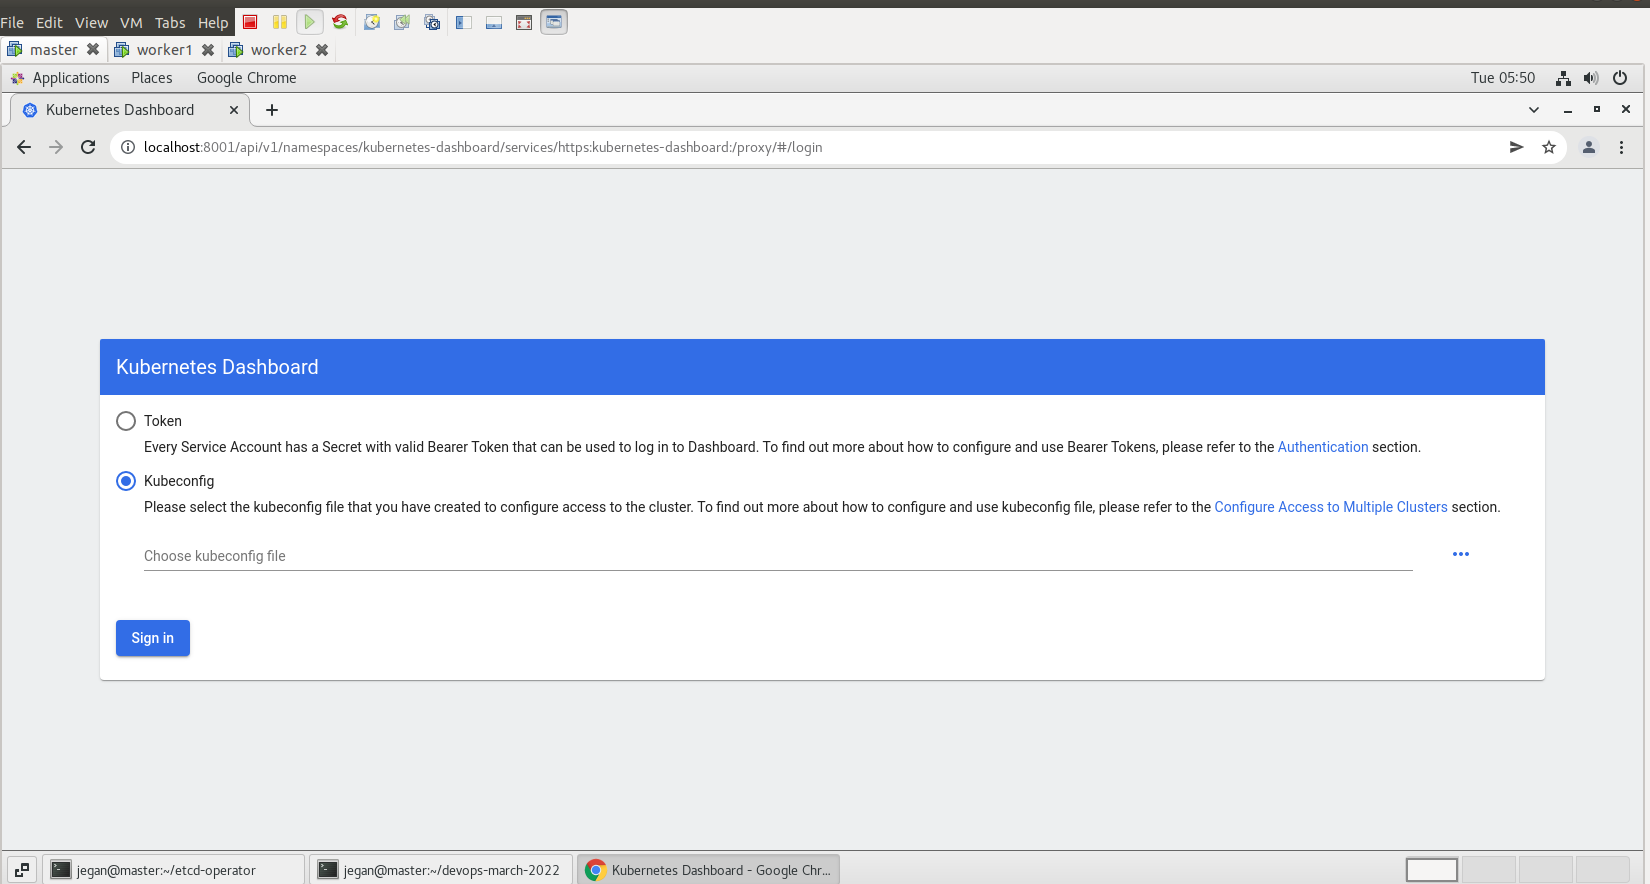 File Edit View VM Tabs Help
master worker1 worker2
Applications Places Google Chrome Tue 05:50
Kubernetes Dashboard
localhost:8001/api/v1/namespaces/kubernetes-dashboard/services/https:kubernetes-dashboard:/proxy/#/login
Kubernetes Dashboard
Token
Every Service Account has a Secret with valid Bearer Token that can be used to log in to Dashboard. To find out more about how to configure and use Bearer Tokens, please refer to the Authentication section.
Kubeconfig
Please select the kubeconfig file that you have created to configure access to the cluster. To find out more about how to configure and use kubeconfig file, please refer to the Configure Access to Multiple Clusters section.
Choose kubeconfig file
Sign in
jegan@master:~/etcd-operator jegan@master:~/devops-march-2022 Kubernetes Dashboard - Google Chr...